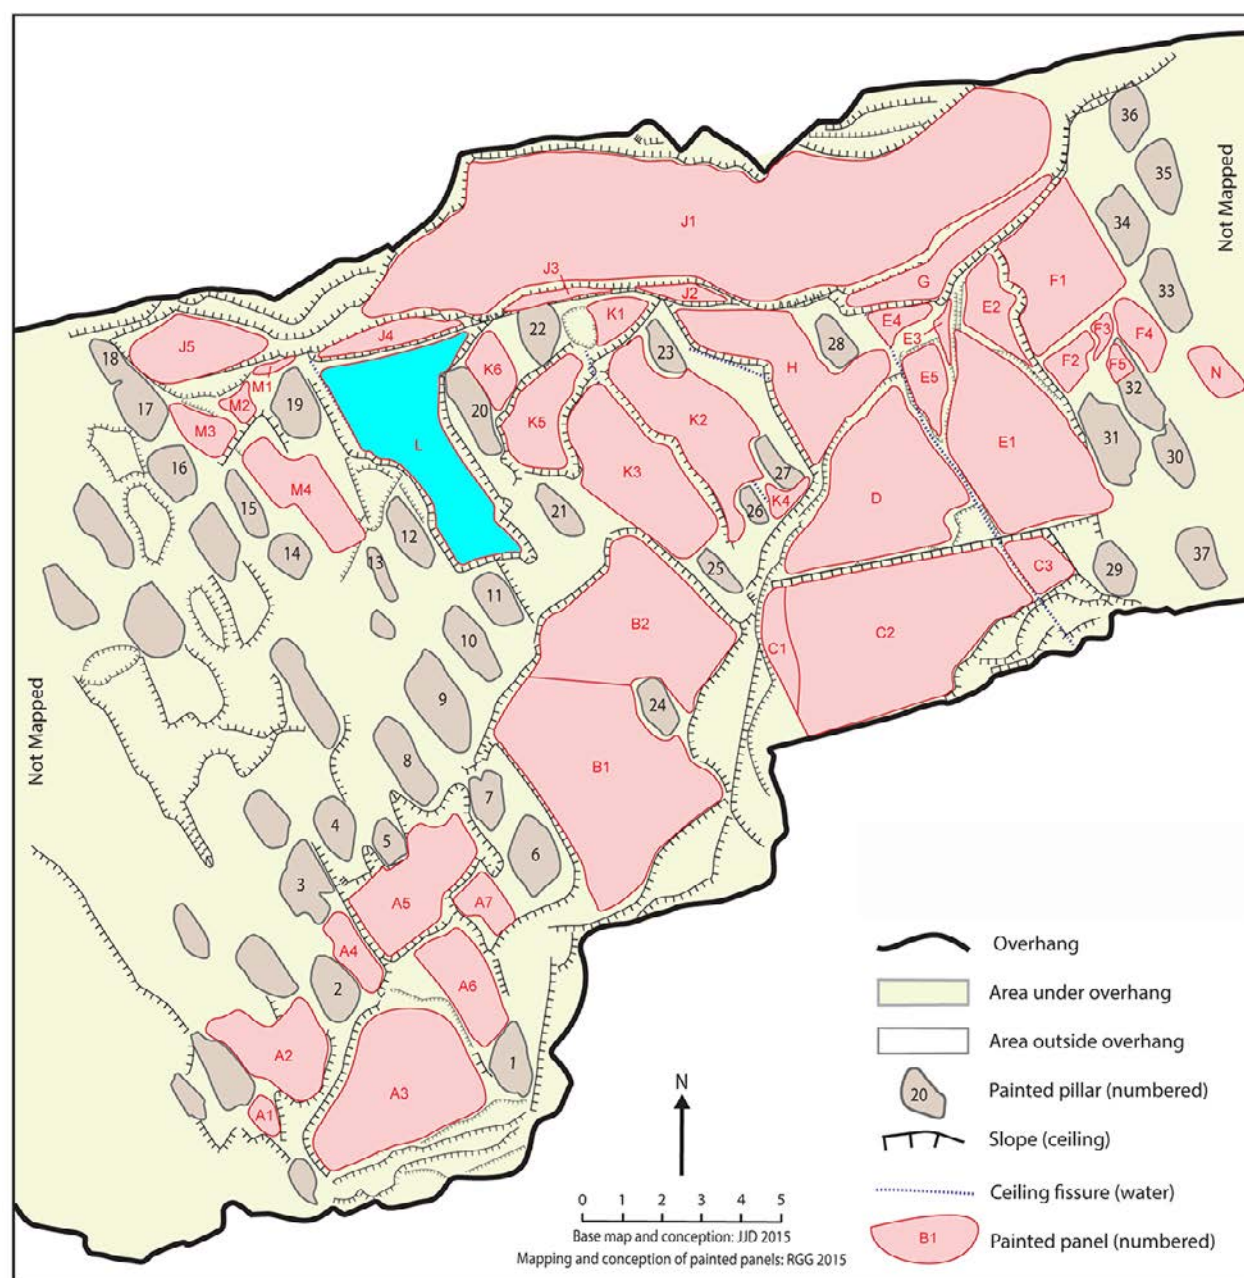 36
35
Not Mapped
34
J1
33
J3
G
F1
J2
E2
22
K1
E4
F3
F4
J4
J5
23
28
E3
18
F2
F5
N
H
M1
K6
E5
32
M2
19
17
20
M3
K5
K2
31
30
L
K3
E1
16
27
M4
D
K4
15
26
21
12
14
13
25
C3
29
37
11
B2
C2
10
C1
9
24
Not Mapped
8
B1
7
4
5
6
3
A5
A7
A4
2
A6
A2
1
A3
A1
Overhang
Area under overhang
Area outside overhang
20
Painted pillar (numbered)
Slope (ceiling)
Ceiling fissure (water)
B1
Painted panel (numbered)
N
0 1 2 3 4 5
Base map and conception: JJD 2015
Mapping and conception of painted panels: RGG 2015